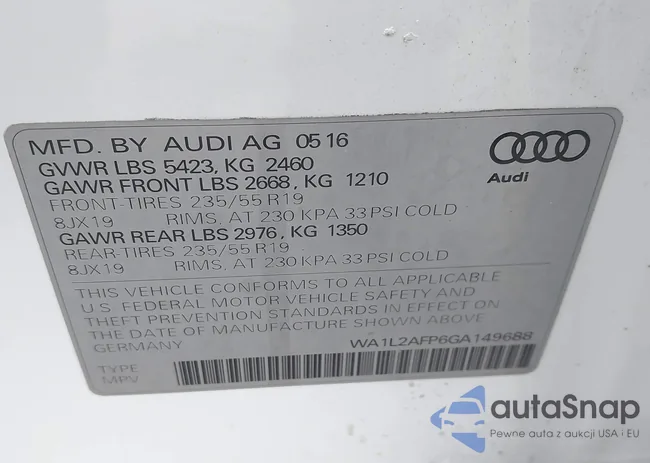 MFD. BY AUDI AG 05 16
GVWR LBS 5423, KG 2460
GAWR FRONT LBS 2668, KG 1210
FRONT-TIRES 235/55 R19
8JX19 RIMS, AT 230 KPA 33 PSI COLD
GAWR REAR LBS 2976, KG 1350
REAR-TIRES 235/55 R19
8JX19 RIMS, AT 230 KPA 33 PSI COLD
THIS VEHICLE CONFORMS TO ALL APPLICABLE
U.S. FEDERAL MOTOR VEHICLE SAFETY AND
THEFT PREVENTION STANDARDS IN EFFECT ON
THE DATE OF MANUFACTURE SHOWN ABOVE
GERMANY WA1L2AFP6GA149688
TYPE
MPV
Audi
autaSnap
Pewne auta z aukcji USA i EU